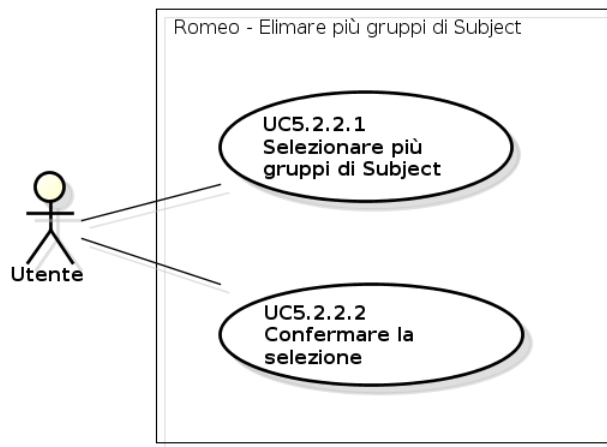 Romeo - Elimare più gruppi di Subject
UC5.2.2.1
Selezionare più
gruppi di Subject
Utente
UC5.2.2.2
Confermare la
selezione